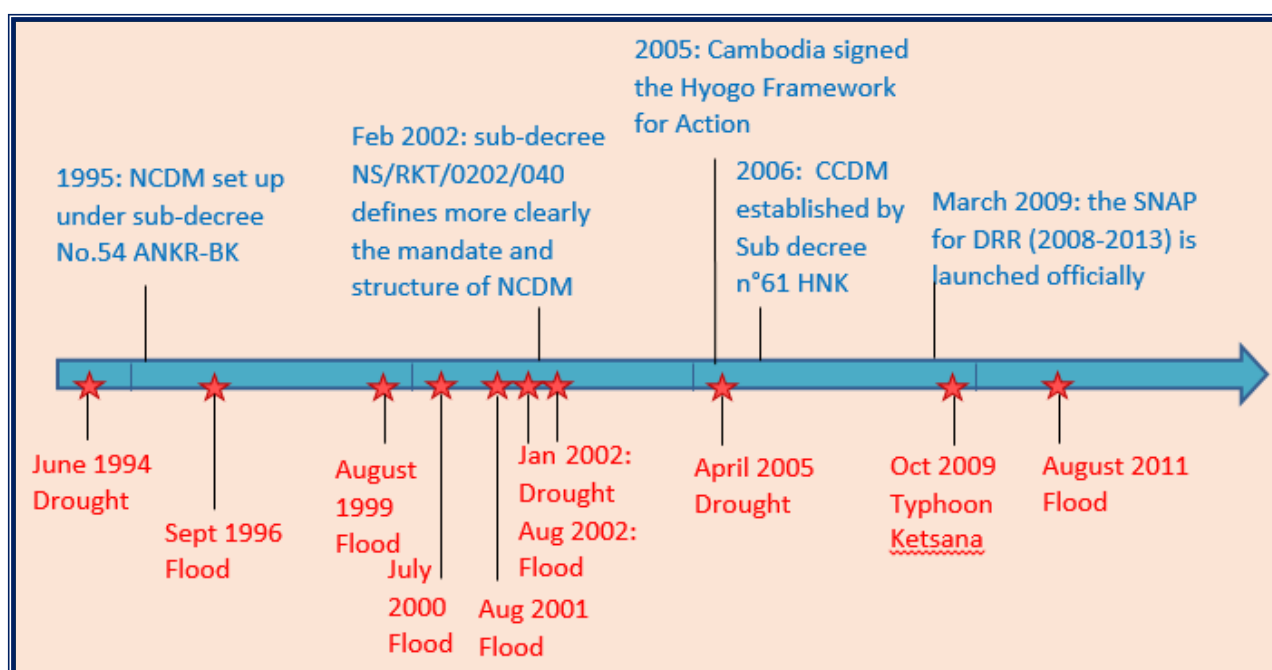 2005: Cambodia signed
the Hyogo Framework
for Action
Feb 2002: sub-decree
NS/RKT/0202/040
defines more clearly
the mandate and
structure of NCDM
1995: NCDM set up
under sub-decree
No.54 ANKR-BK
2006:  CCDM
established by
Sub decree
n°61 HNK
March 2009: the SNAP
for DRR (2008-2013) is
launched officially
June 1994
Drought
Sept 1996
Flood
August
1999
Flood
July
2000
Flood
Aug 2001
Flood
Jan 2002:
Drought
Aug 2002:
Flood
April 2005
Drought
Oct 2009
Typhoon
Ketsana
August 2011
Flood